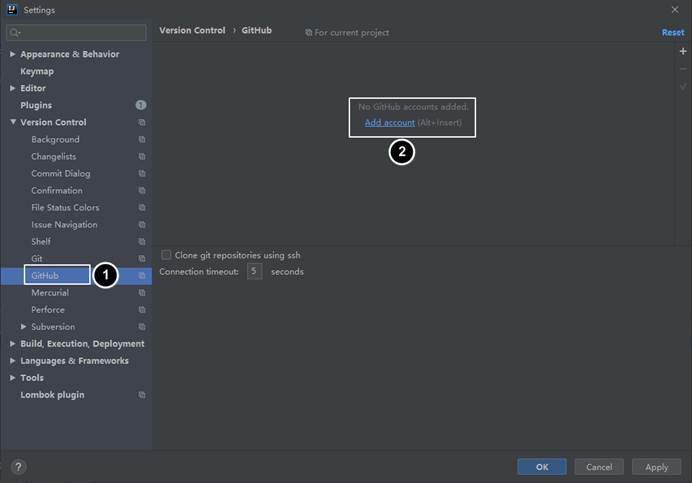 Settings
Version Control › GitHub For current project Reset
Appearance & Behavior
Keymap
Editor
Plugins 1
Version Control
Background
Changelists
Commit Dialog
Confirmation
File Status Colors
Issue Navigation
Shelf
Git
GitHub
Mercurial
Perforce
Subversion
Build, Execution, Deployment
Languages & Frameworks
Tools
Lombok plugin
1
No GitHub accounts added.
Add account (Alt+Insert)
2
Clone git repositories using ssh
Connection timeout: 5 seconds
?
OK Cancel Apply